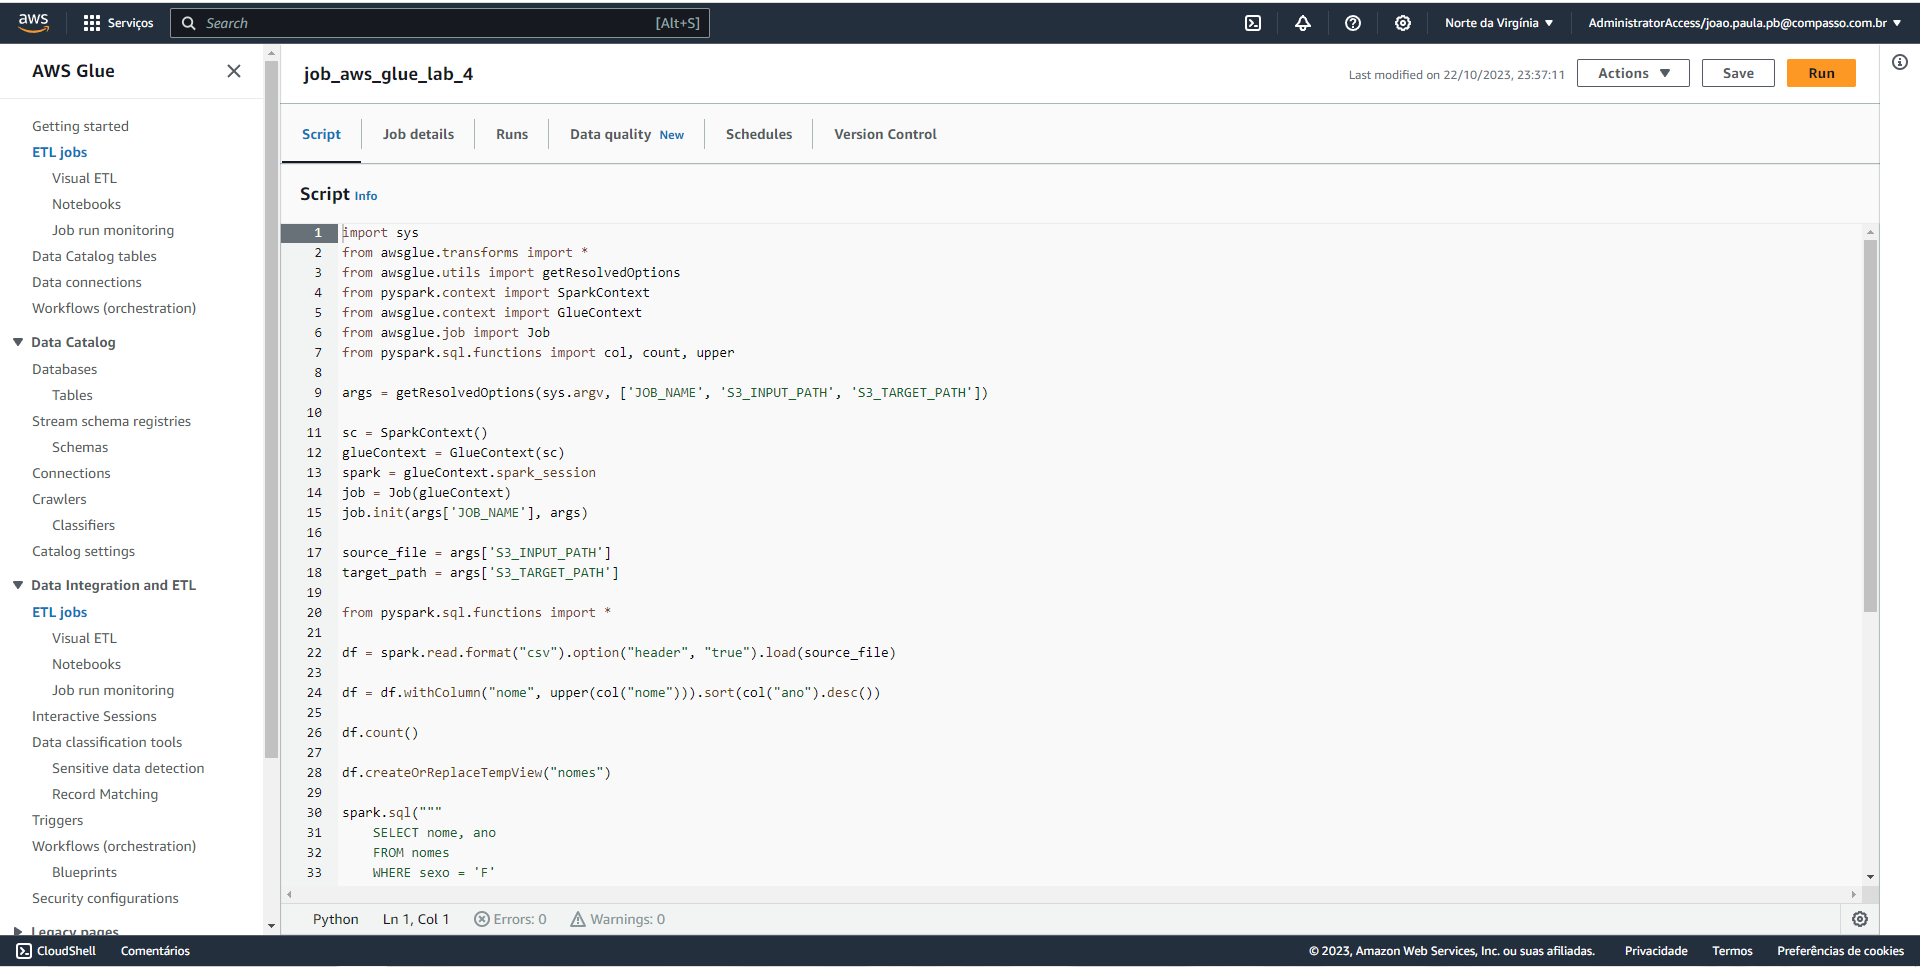 aws
Serviços
Search
[Alt+S]
Norte da Virgínia
AdministratorAccess/joao.paula.pb@compasso.com.br
AWS Glue
Getting started
ETL jobs
Visual ETL
Notebooks
Job run monitoring
Data Catalog tables
Data connections
Workflows (orchestration)
Data Catalog
Databases
Tables
Stream schema registries
Schemas
Connections
Crawlers
Classifiers
Catalog settings
Data Integration and ETL
ETL jobs
Visual ETL
Notebooks
Job run monitoring
Interactive Sessions
Data classification tools
Sensitive data detection
Record Matching
Triggers
Workflows (orchestration)
Blueprints
Security configurations
Legacy pages
job_aws_glue_lab_4
Last modified on 22/10/2023, 23:37:11
Actions
Save
Run
Script
Job details
Runs
Data quality New
Schedules
Version Control
Script Info
1 import sys
2 from awsglue.transforms import *
3 from awsglue.utils import getResolvedOptions
4 from pyspark.context import SparkContext
5 from awsglue.context import GlueContext
6 from awsglue.job import Job
7 from pyspark.sql.functions import col, count, upper
8
9 args = getResolvedOptions(sys.argv, ['JOB_NAME', 'S3_INPUT_PATH', 'S3_TARGET_PATH'])
10
11 sc = SparkContext()
12 glueContext = GlueContext(sc)
13 spark = glueContext.spark_session
14 job = Job(glueContext)
15 job.init(args['JOB_NAME'], args)
16
17 source_file = args['S3_INPUT_PATH']
18 target_path = args['S3_TARGET_PATH']
19
20 from pyspark.sql.functions import *
21
22 df = spark.read.format("csv").option("header", "true").load(source_file)
23
24 df = df.withColumn("nome", upper(col("nome"))).sort(col("ano").desc())
25
26 df.count()
27
28 df.createOrReplaceTempView("nomes")
29
30 spark.sql("""
31 SELECT nome, ano
32 FROM nomes
33 WHERE sexo = 'F'
Python
Ln 1, Col 1
Errors: 0
Warnings: 0
CloudShell
Comentários
© 2023, Amazon Web Services, Inc. ou suas afiliadas.
Privacidade
Termos
Preferências de cookies